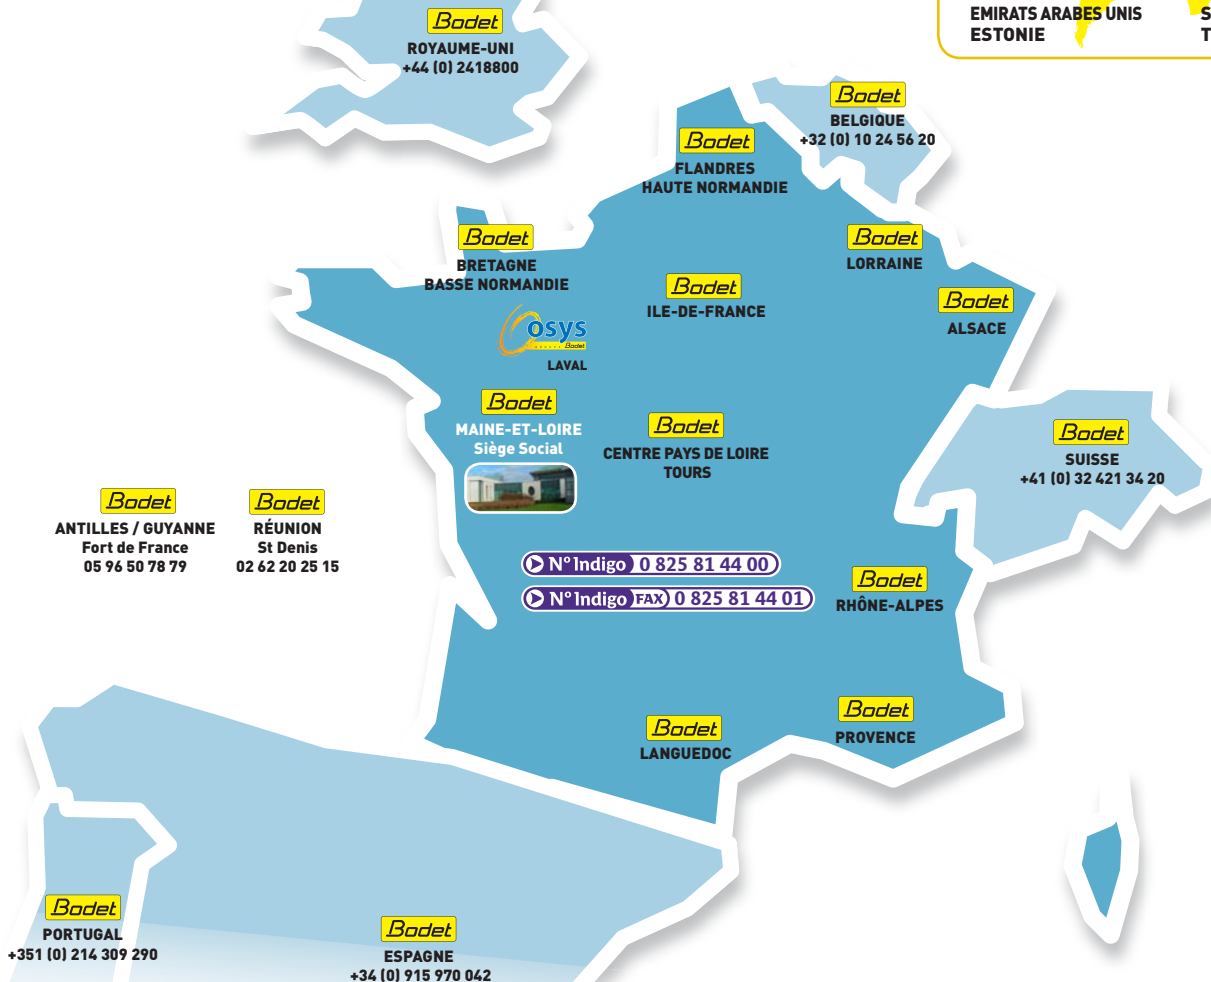 EMIRATS ARABES UNIS
ESTONIE
S
T
Bodet
ROYAUME-UNI
+44 (0) 2418800
Bodet
BELGIQUE
+32 (0) 10 24 56 20
Bodet
FLANDRES
HAUTE NORMANDIE
Bodet
BRETAGNE
BASSE NORMANDIE
Bodet
LORRAINE
Bodet
ILE-DE-FRANCE
Bodet
ALSACE
Osys
Bodet
LAVAL
Bodet
MAINE-ET-LOIRE
Siège Social
Bodet
CENTRE PAYS DE LOIRE
TOURS
Bodet
SUISSE
+41 (0) 32 421 34 20
Bodet
ANTILLES / GUYANNE
Fort de France
05 96 50 78 79
Bodet
RÉUNION
St Denis
02 62 20 25 15
N° Indigo 0 825 81 44 00
N° Indigo FAX 0 825 81 44 01
Bodet
RHÔNE-ALPES
Bodet
LANGUEDOC
Bodet
PROVENCE
Bodet
PORTUGAL
+351 (0) 214 309 290
Bodet
ESPAGNE
+34 (0) 915 970 042